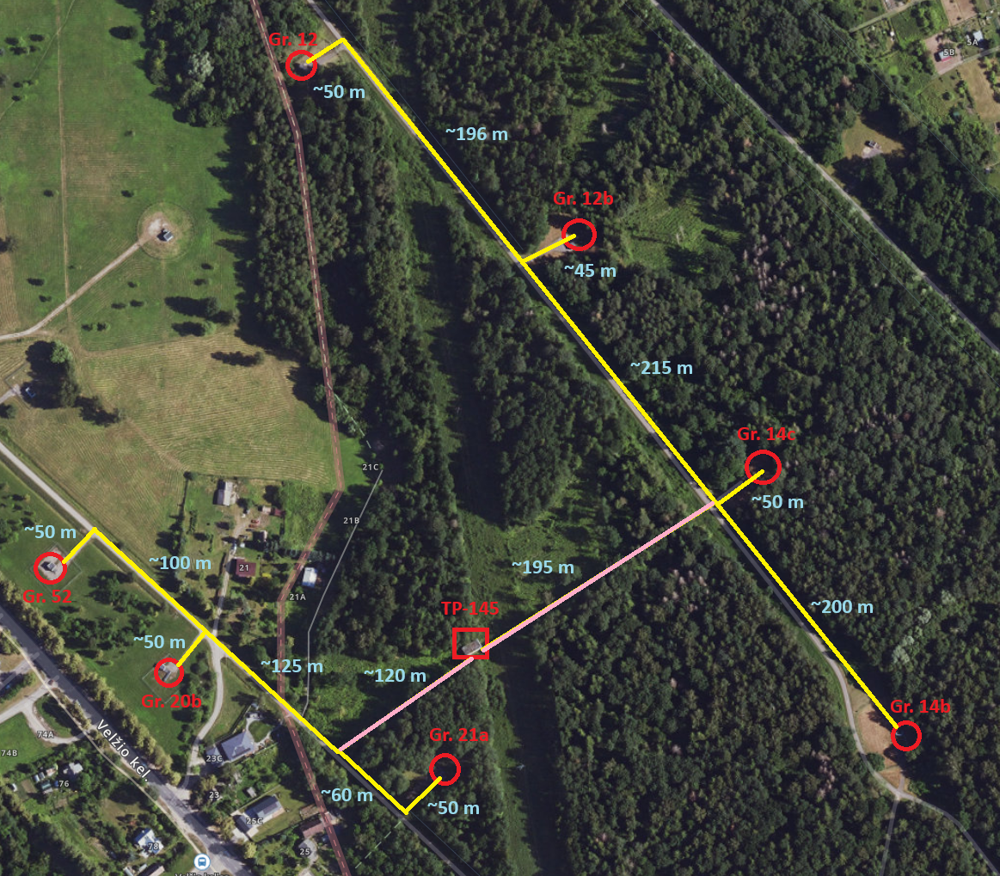 5A
5B
Gr. 12
~50 m
~196 m
Gr. 12b
~45 m
~215 m
Gr. 14c
~50 m
21C
21B
~50 m
~100 m
21
~195 m
Gr. 52
21A
TP-145
~200 m
~50 m
~125 m
~120 m
Gr. 20b
Gr. 14b
74A
Velžio kel.
Gr. 21a
74B
23C
76
23
~60 m
~50 m
25C
78
25